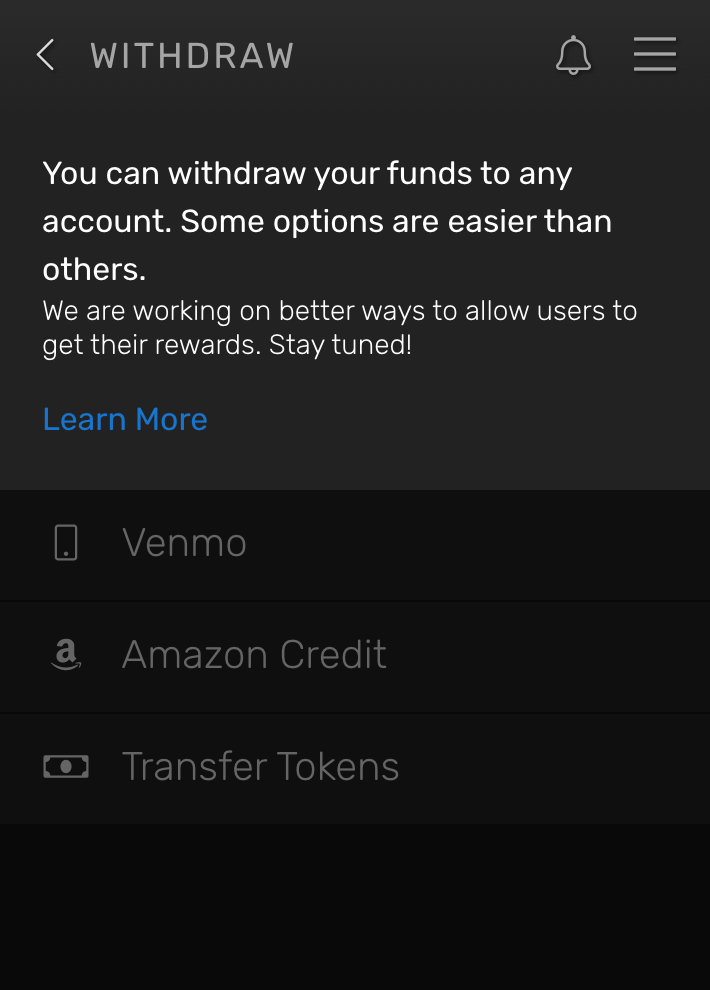 WITHDRAW
You can withdraw your funds to any
account. Some options are easier than
others.
We are working on better ways to allow users to
get their rewards. Stay tuned!
Learn More
Venmo
Amazon Credit
Transfer Tokens